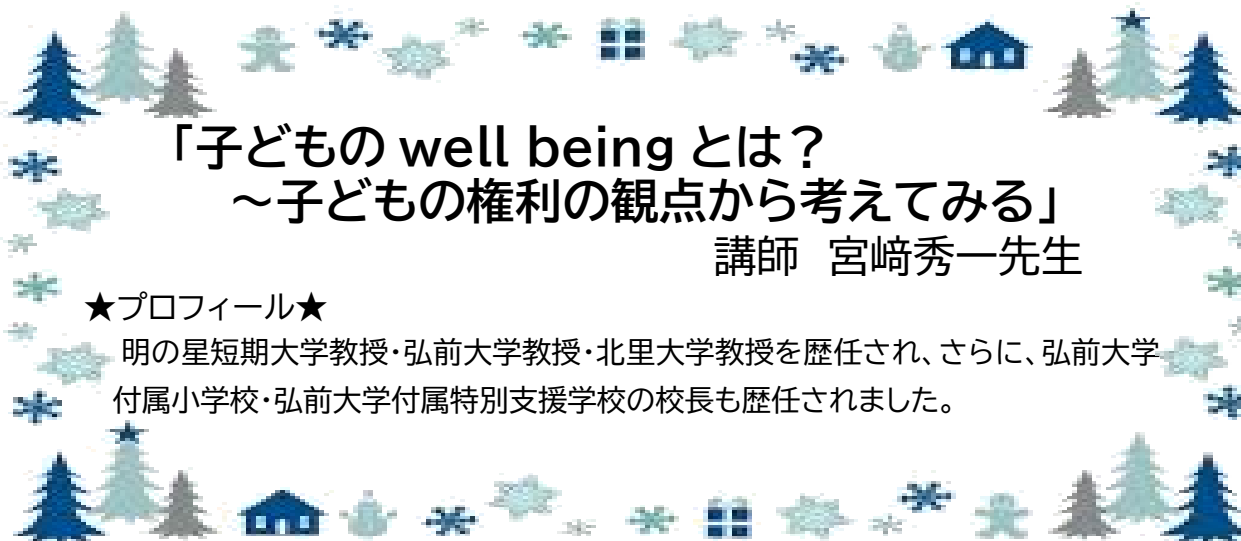 「子どもの well being とは？
～子どもの権利の観点から考えてみる」
講師　宮﨑秀一先生
★プロフィール★
明の星短期大学教授・弘前大学教授・北里大学教授を歴任され、さらに、弘前大学
付属小学校・弘前大学付属特別支援学校の校長も歴任されました。